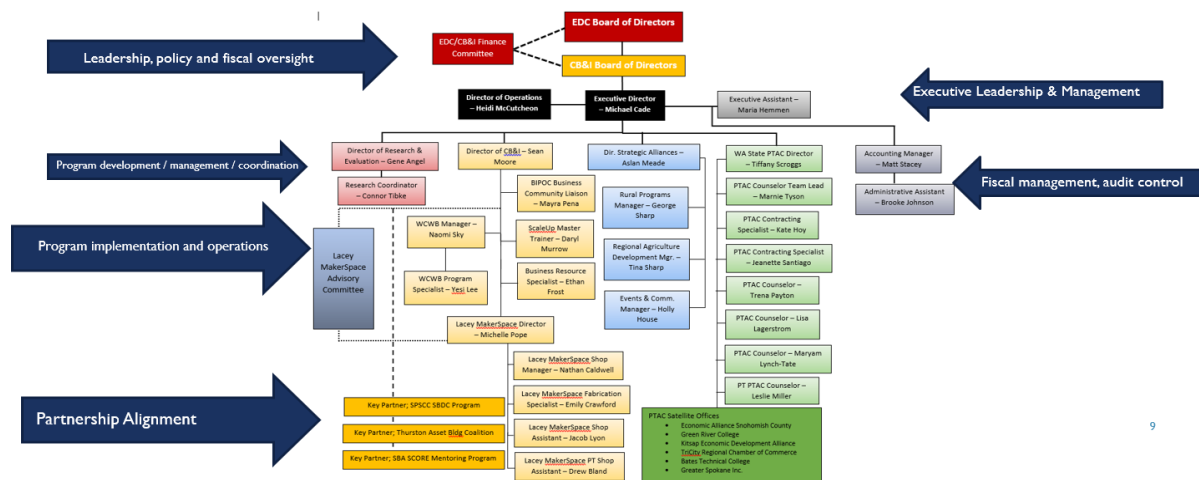 EDC Board of Directors
EDC/CB&I Finance
Committee
CB&I Board of Directors
Leadership, policy and fiscal oversight
Director of Operations
– Heidi McCutcheon
Executive Director
– Michael Cade
Executive Assistant –
Maria Hemmen
Executive Leadership & Management
Program development / management / coordination
Director of Research &
Evaluation – Gene Angel
Director of CB&I – Sean
Moore
Dir. Strategic Alliances –
Aslan Meade
WA State PTAC Director
– Tiffany Scroggs
Accounting Manager
– Matt Stacey
Research Coordinator
– Connor Tibke
BIPOC Business
Community Liaison
– Mayra Pena
Rural Programs
Manager – George
Sharp
PTAC Counselor Team Lead
– Marnie Tyson
Administrative Assistant
– Brooke Johnson
Fiscal management, audit control
Program implementation and operations
Lacey
MakerSpace
Advisory
Committee
WCWB Manager –
Naomi Sky
ScaleUp Master
Trainer – Daryl
Murrow
PTAC Contracting
Specialist – Kate Hoy
WCWB Program
Specialist – Yesi Lee
Business Resource
Specialist – Ethan
Frost
Regional Agriculture
Development Mgr. –
Tina Sharp
PTAC Contracting Specialist
– Jeanette Santiago
Events & Comm.
Manager – Holly
House
PTAC Counselor –
Trena Payton
Lacey MakerSpace Director
– Michelle Pope
PTAC Counselor – Lisa
Lagerstrom
Lacey MakerSpace Shop
Manager – Nathan Caldwell
PTAC Counselor – Maryam
Lynch-Tate
Lacey MakerSpace Fabrication
Specialist – Emily Crawford
PT PTAC Counselor –
Leslie Miller
Partnership Alignment
Key Partner; SPSCC SBDC Program
Key Partner; Thurston Asset Bldg Coalition
Key Partner; SBA SCORE Mentoring Program
Lacey MakerSpace Shop
Assistant – Jacob Lyon
Lacey MakerSpace PT Shop
Assistant – Drew Bland
PTAC Satellite Offices
• Economic Alliance Snohomish County
• Green River College
• Kitsap Economic Development Alliance
• TriCity Regional Chamber of Commerce
• Bates Technical College
• Greater Spokane Inc.
9